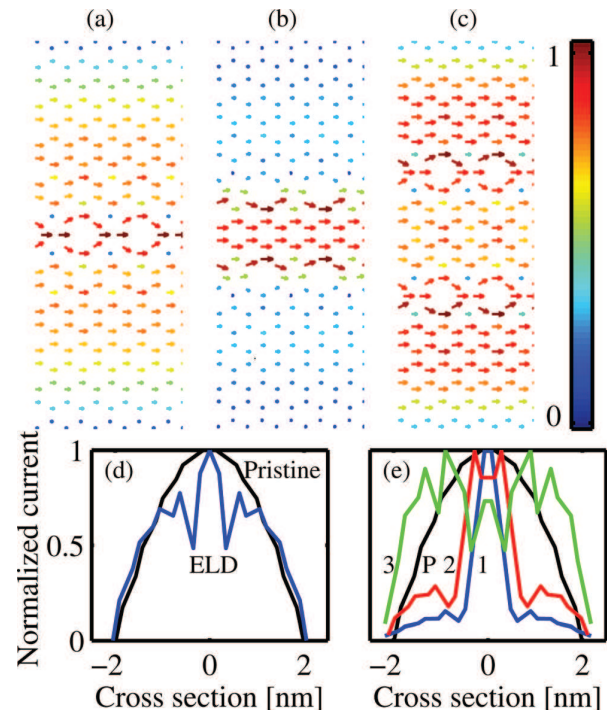 (a) (b) (c)
1
0
Normalized current
1
0.5
0
(d)
Pristine
ELD
−2 0 2
Cross section [nm]
(e)
3 P 2 1
−2 0 2
Cross section [nm]